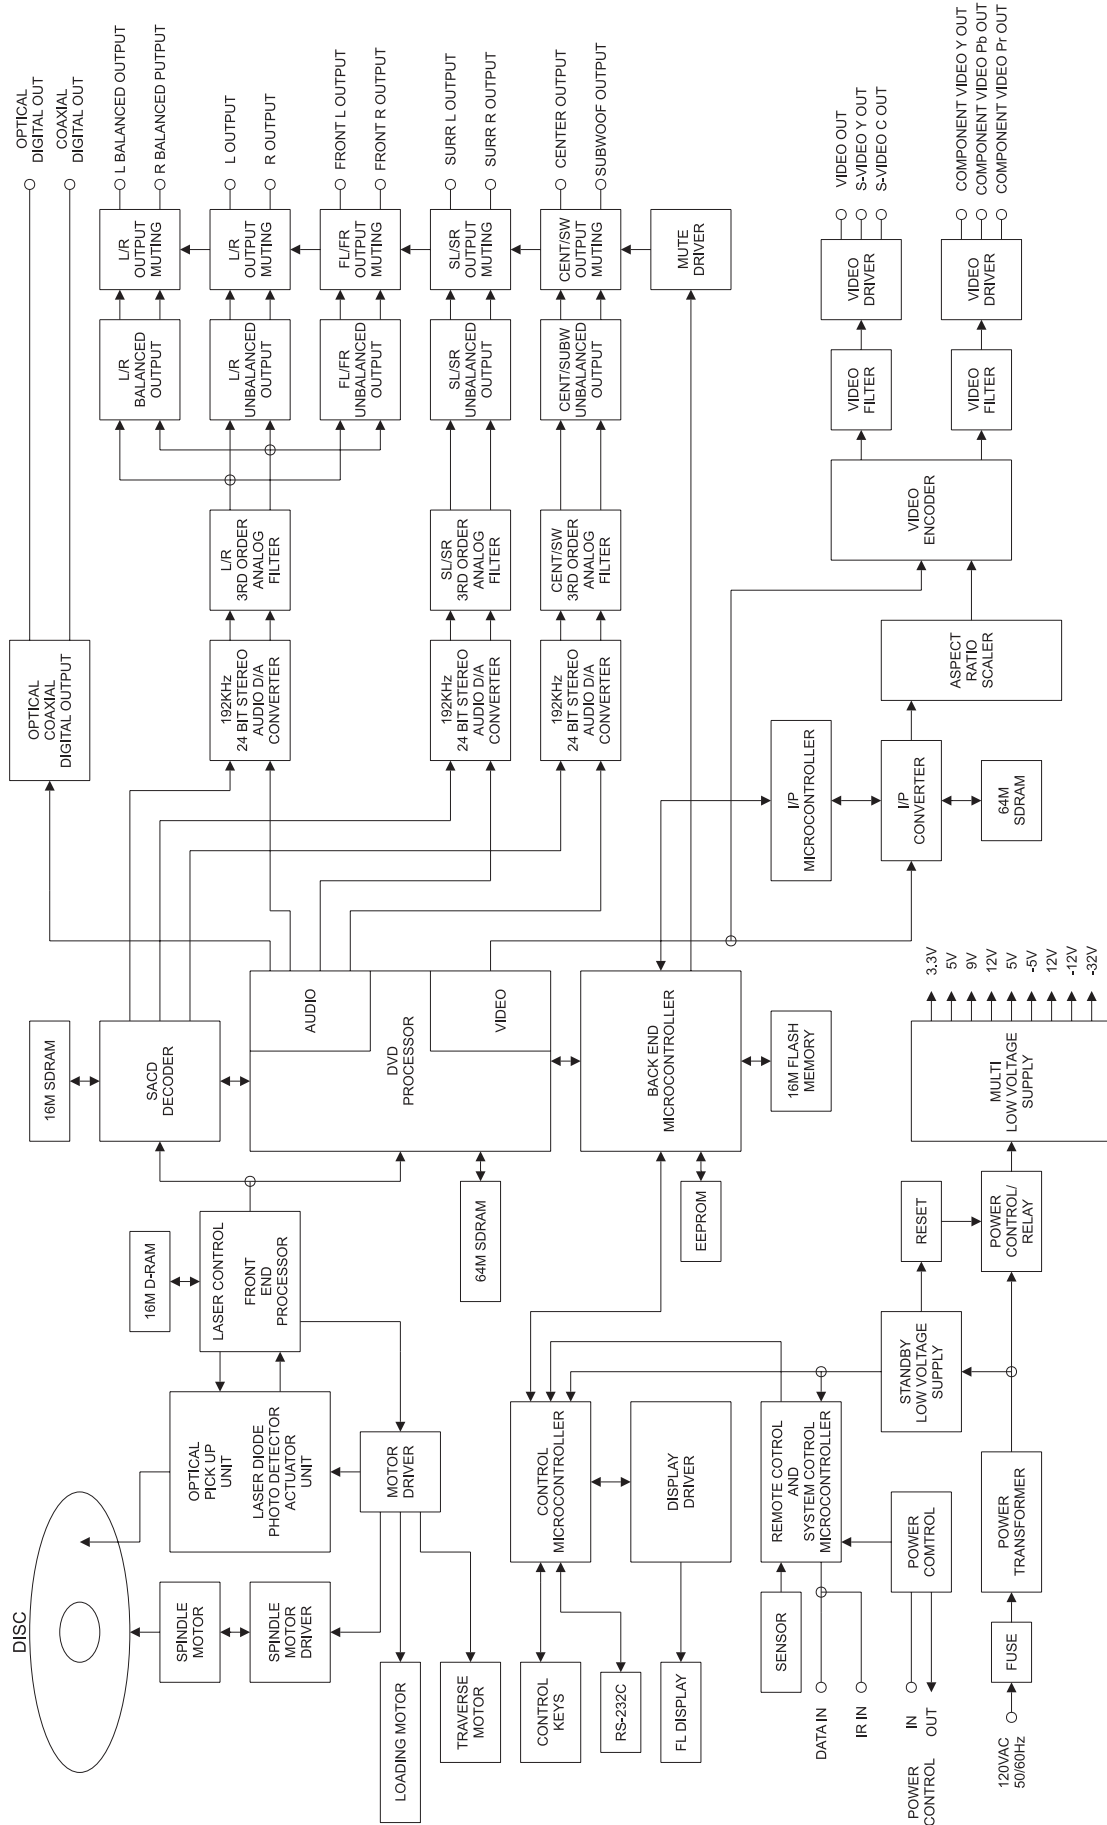 DISC
SPINDLE
MOTOR
SPINDLE
MOTOR
DRIVER
LOADING MOTOR
TRAVERSE
MOTOR
OPTICAL
PICK UP
UNIT
LASER DIODE
PHOTO DETECTOR
ACTUATOR
UNIT
MOTOR
DRIVER
16M D-RAM
LASER CONTROL
FRONT
END
PROCESSOR
16M SDRAM
SACD
DECODER
AUDIO
DVD
PROCESSOR
VIDEO
64M SDRAM
OPTICAL
COAXIAL
DIGITAL OUTPUT
OPTICAL
DIGITAL OUT
COAXIAL
DIGITAL OUT
192KHz
24 BIT STEREO
AUDIO D/A
CONVERTER
L/R
3RD ORDER
ANALOG
FILTER
L/R
BALANCED
OUTPUT
L/R
OUTPUT
MUTING
L BALANCED OUTPUT
R BALANCED PUTPUT
L/R
UNBALANCED
OUTPUT
L/R
OUTPUT
MUTING
L OUTPUT
R OUTPUT
FL/FR
UNBALANCED
OUTPUT
FL/FR
OUTPUT
MUTING
FRONT L OUTPUT
FRONT R OUTPUT
192KHz
24 BIT STEREO
AUDIO D/A
CONVERTER
SL/SR
3RD ORDER
ANALOG
FILTER
SL/SR
UNBALANCED
OUTPUT
SL/SR
OUTPUT
MUTING
SURR L OUTPUT
SURR R OUTPUT
192KHz
24 BIT STEREO
AUDIO D/A
CONVERTER
CENT/SW
3RD ORDER
ANALOG
FILTER
CENT/SUBW
UNBALANCED
OUTPUT
CENT/SW
OUTPUT
MUTING
CENTER OUTPUT
SUBWOOF OUTPUT
MUTE
DRIVER
CONTROL
KEYS
RS-232C
FL DISPLAY
CONTROL
MICROCONTROLLER
DISPLAY
DRIVER
EEPROM
BACK END
MICROCONTROLLER
16M FLASH
MEMORY
I/P
MICROCONTROLLER
I/P
CONVERTER
64M
SDRAM
ASPECT
RATIO
SCALER
VIDEO
ENCODER
VIDEO
FILTER
VIDEO
DRIVER
VIDEO OUT
S-VIDEO Y OUT
S-VIDEO C OUT
VIDEO
FILTER
VIDEO
DRIVER
COMPONENT VIDEO Y OUT
COMPONENT VIDEO Pb OUT
COMPONENT VIDEO Pr OUT
SENSOR
DATA IN
IR IN
REMOTE COTROL
AND
SYSTEM COTROL
MICROCONTROLLER
POWER
CONTROL
IN
OUT
POWER
COMTROL
STANDBY
LOW VOLTAGE
SUPPLY
RESET
120VAC
50/60Hz
FUSE
POWER
TRANSFORMER
POWER
CONTROL/
RELAY
MULTI
LOW VOLTAGE
SUPPLY
3.3V
5V
9V
12V
5V
-5V
12V
-12V
-32V